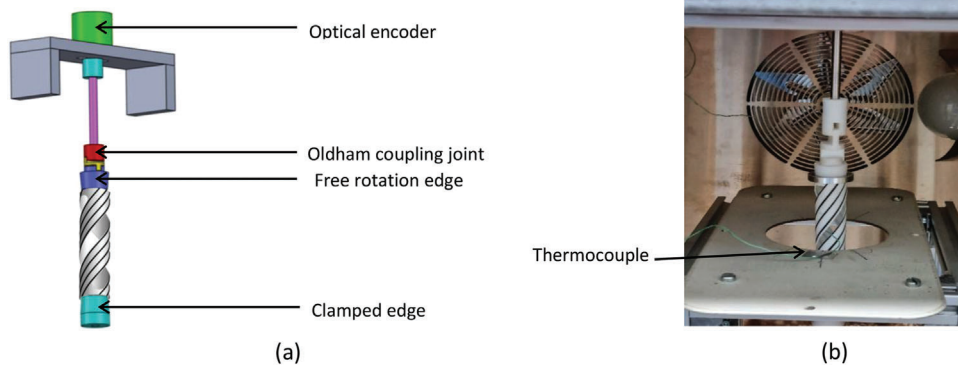 Optical encoder
Oldham coupling joint
Free rotation edge
Clamped edge
Thermocouple
(a)
(b)